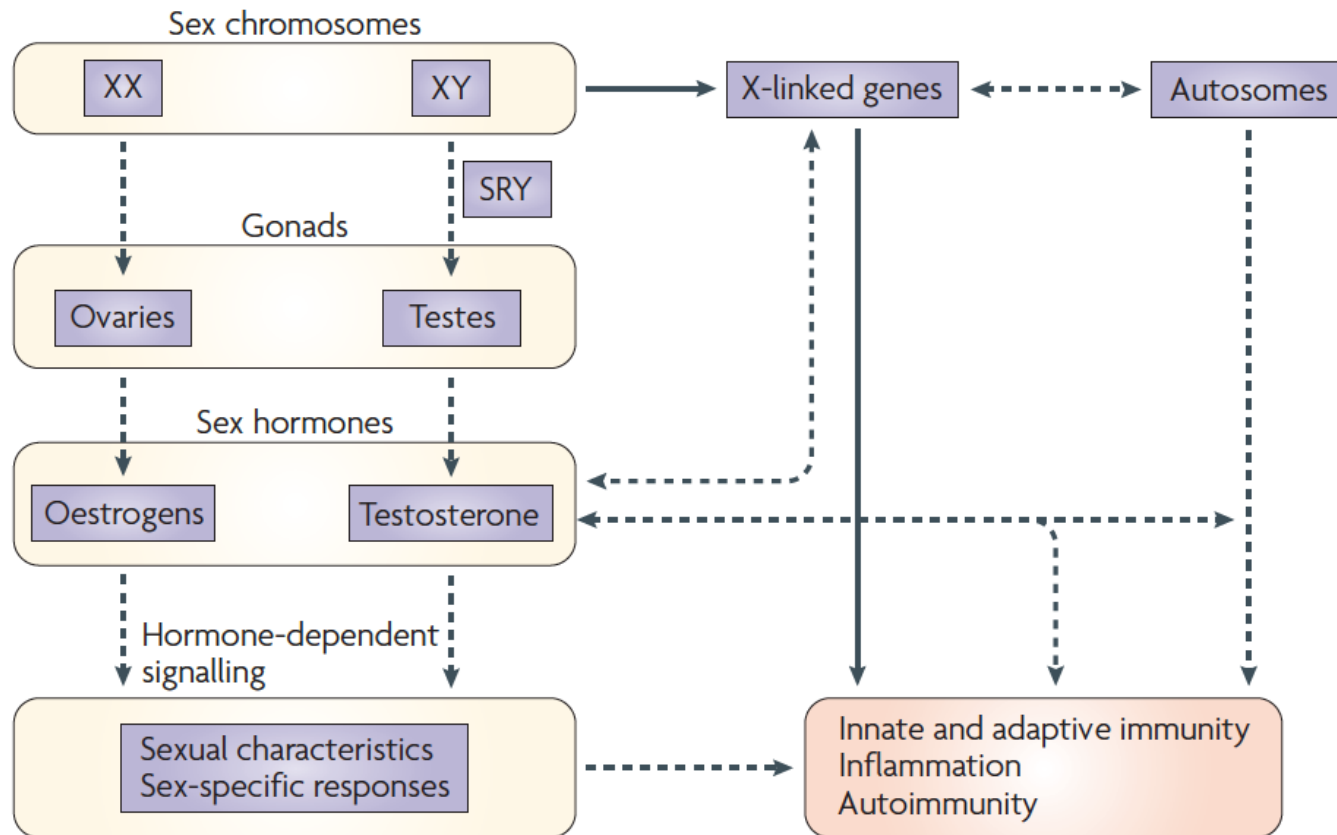 Sex chromosomes
XX
XY
X-linked genes
Autosomes
SRY
Gonads
Ovaries
Testes
Sex hormones
Oestrogens
Testosterone
Hormone-dependent
signalling
Sexual characteristics
Sex-specific responses
Innate and adaptive immunity
Inflammation
Autoimmunity